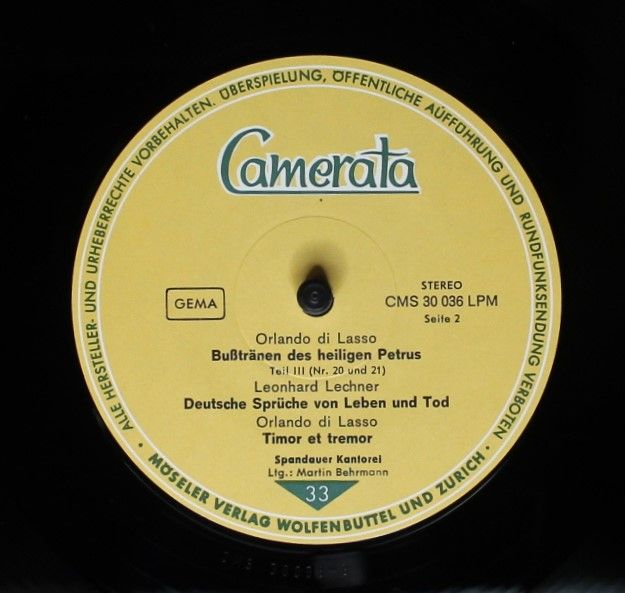 ALLE HERSTELLER- UND URHEBERRECHTE VORBEHALTEN. ÜBERSPIELUNG, ÖFFENTLICHE AUFFÜHRUNG UND RUNDFUNKSENDUNG VERBOTEN
Camerata
GEMA
STEREO
CMS 30 036 LPM
Seite 2
Orlando di Lasso
Bußtränen des heiligen Petrus
Teil III (Nr. 20 und 21)
Leonhard Lechner
Deutsche Sprüche von Leben und Tod
Orlando di Lasso
Timor et tremor
Spandauer Kantorei
Ltg.: Martin Behrmann
33
• MÖSELER VERLAG WOLFENBÜTTEL UND ZÜRICH •